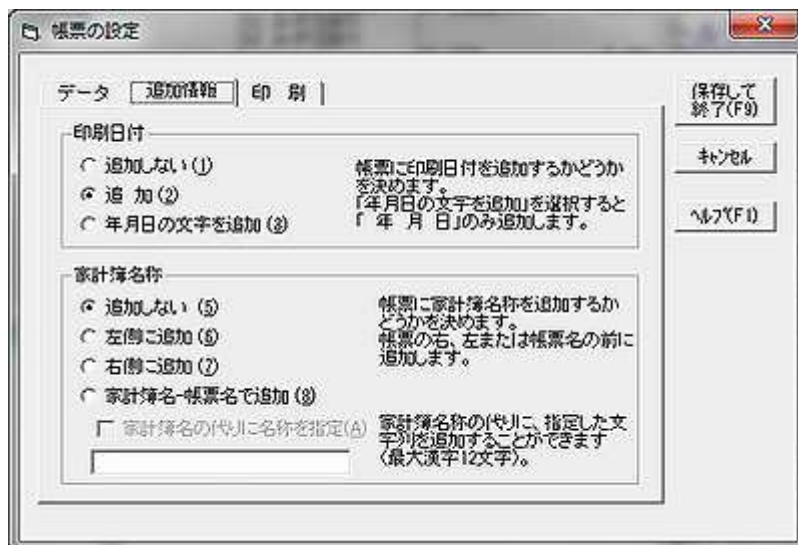 帳票の設定
データ 追加情報 印 刷
保存して
終了(F9)
キャンセル
ヘルプ(F1)
印刷日付
追加しない(1)
追 加(2)
年月日の文字を追加(3)
帳票に印刷日付を追加するかどうか
を決めます。
「年月日の文字を追加」を選択すると
「 年 月 日」のみ追加します。
家計簿名称
追加しない(5)
左側に追加(6)
右側に追加(7)
家計簿名-帳票名で追加(8)
帳票に家計簿名称を追加するか
どうかを決めます。
帳票の右、左または帳票名の前に
追加します。
家計簿名の代りに名称を指定(A)
家計簿名称の代りに、指定した文
字列を追加することができます
(最大漢字12文字)。